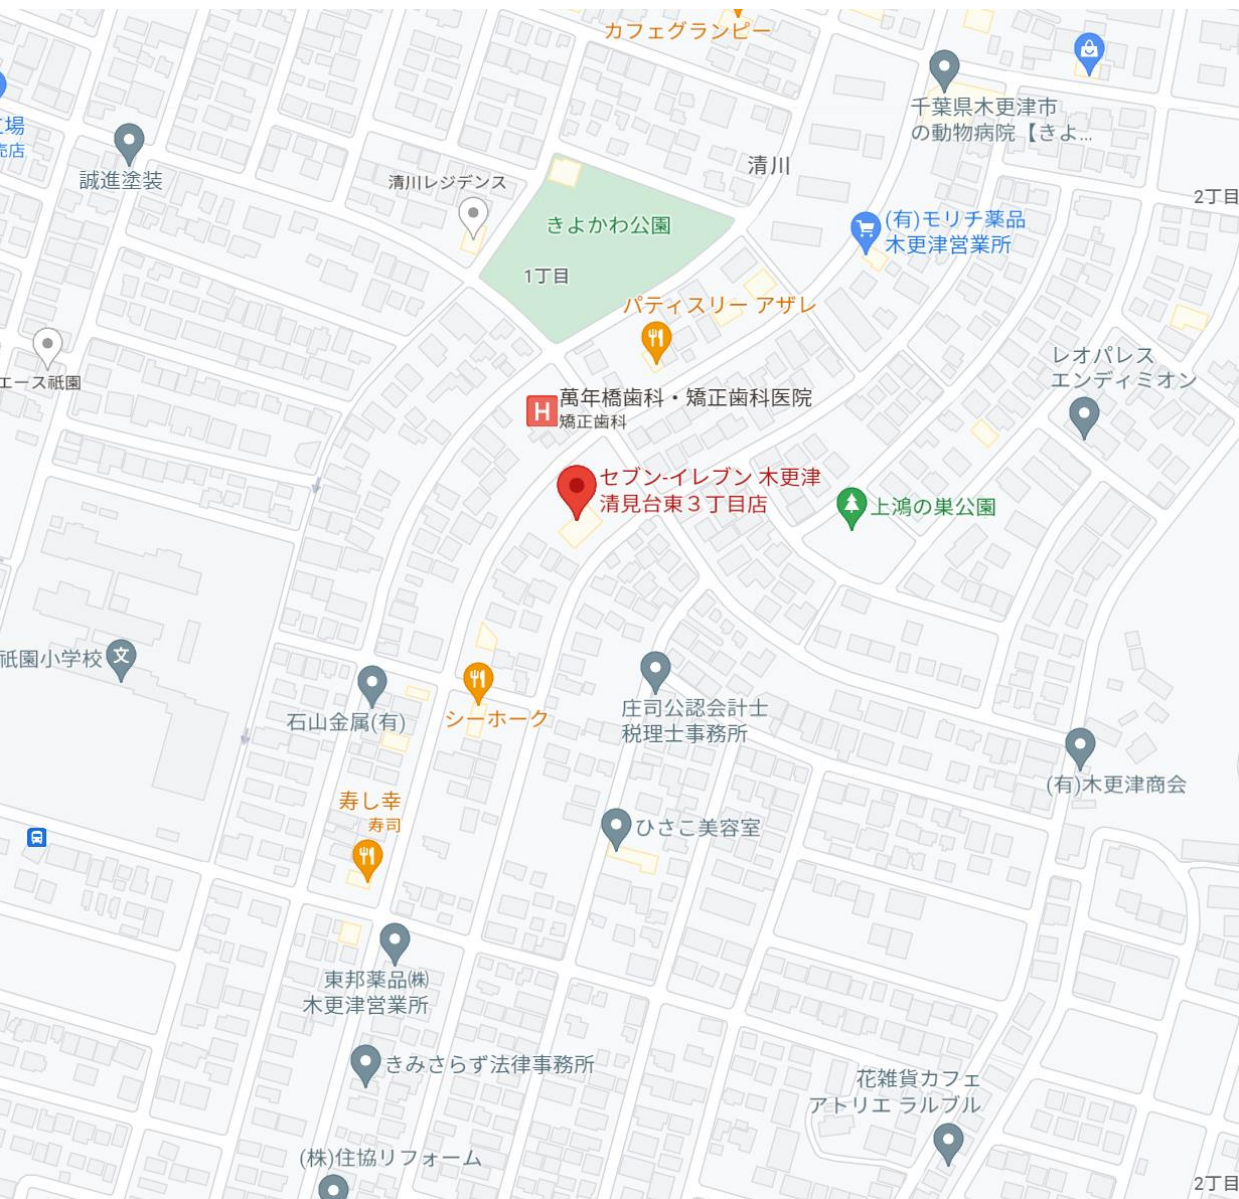 カフェグランピー
千葉県木更津市
の動物病院【きよ...
工場
売店
誠進塗装
清川レジデンス
清川
2丁目
きよかわ公園
(有)モリチ薬品
木更津営業所
1丁目
パティスリー アザレ
エース祇園
レオパレス
エンディミオン
H
萬年橋歯科・矯正歯科医院
矯正歯科
セブン-イレブン 木更津
清見台東3丁目店
上鴻の巣公園
祇園小学校
文
石山金属(有)
シーホーク
庄司公認会計士
税理士事務所
(有)木更津商会
寿し幸
寿司
ひさこ美容室
東邦薬品㈱
木更津営業所
きみさらず法律事務所
花雑貨カフェ
アトリエ ラルブル
(株)住協リフォーム
2丁目